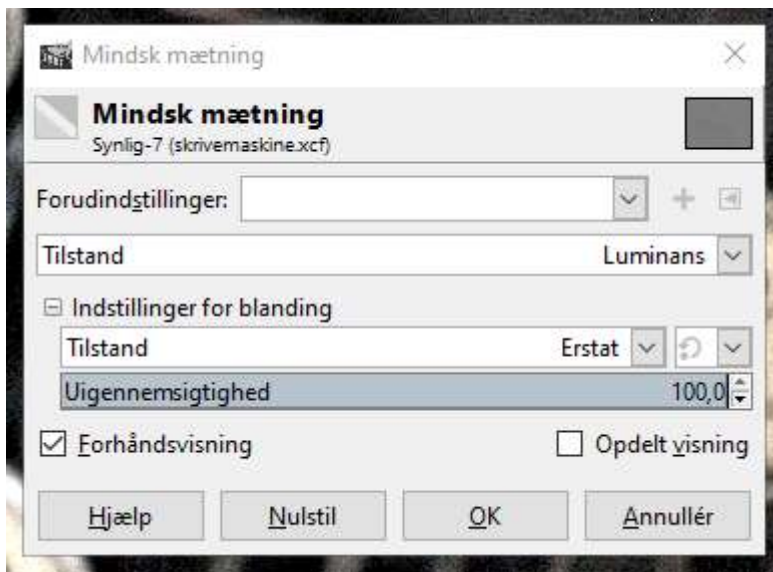 Mindsk mætning
Mindsk mætning
Synlig-7 (skrivemaskine.xcf)
Forudindstillinger:
Tilstand Luminans
Indstillinger for blanding
Tilstand Erstat
Uigennemsigtighed 100,0
Forhåndsvisning Opdelt visning
Hjælp Nulstil OK Annullér